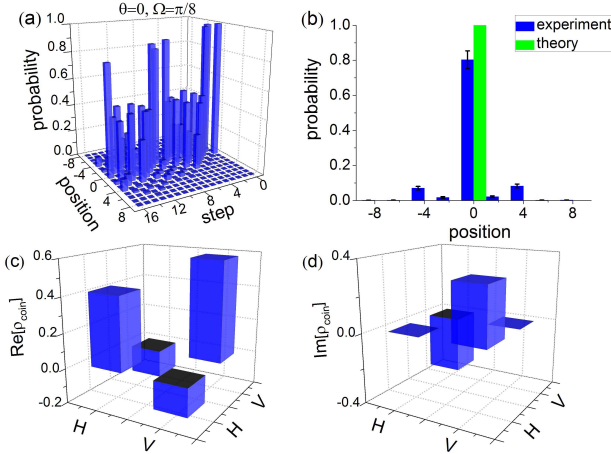 (a)
θ=0, Ω=π/8
1.0
0.8
0.6
0.4
0.2
0.0
probability
-8
-4
0
4
8
position
16
12
8
4
0
step
(b)
experiment
theory
1.0
0.8
0.6
0.4
0.2
0.0
probability
-8 -4 0 4 8
position
(c)
0.6
0.4
0.2
0.0
-0.2
Re[ρcoin]
H
V
H
V
(d)
0.4
0.0
-0.4
Im[ρcoin]
H
V
H
V